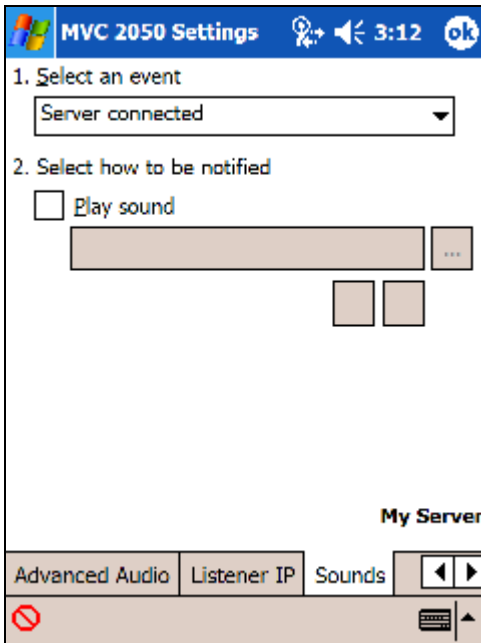 MVC 2050 Settings 3:12 ok
1. Select an event
Server connected
2. Select how to be notified
Play sound
...
My Server
Advanced Audio Listener IP Sounds